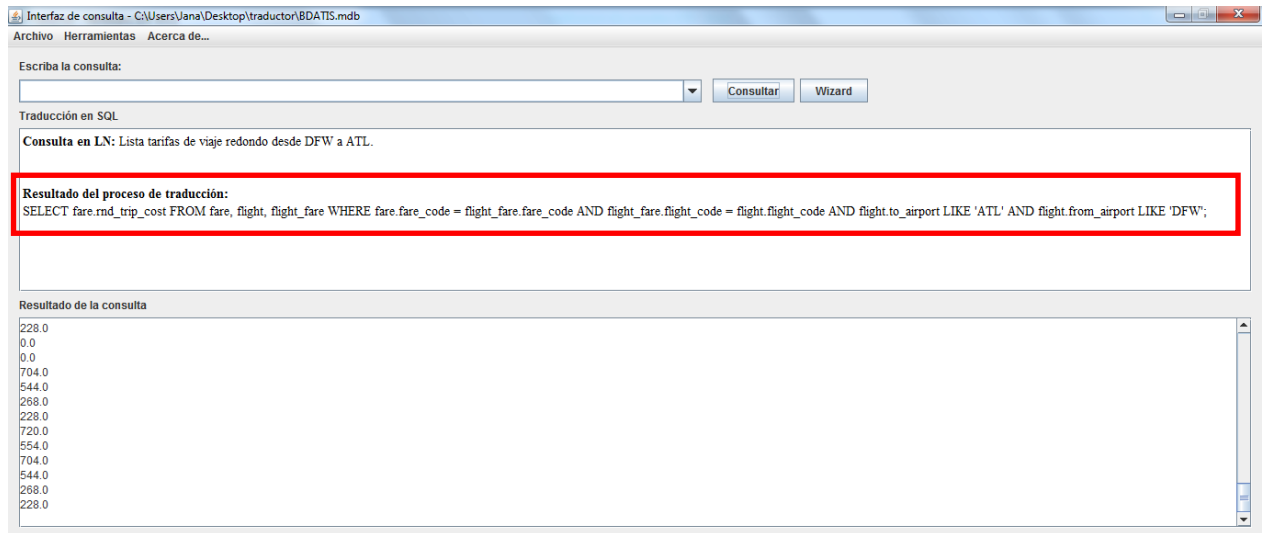 Interfaz de consulta - C:\Users\Jana\Desktop\traductor\BDATIS.mdb
Archivo Herramientas Acerca de...
Escriba la consulta:
Consultar Wizard
Traducción en SQL
Consulta en LN: Lista tarifas de viaje redondo desde DFW a ATL.
Resultado del proceso de traducción:
SELECT fare.rnd_trip_cost FROM fare, flight, flight_fare WHERE fare.fare_code = flight_fare.fare_code AND flight_fare.flight_code = flight.flight_code AND flight.to_airport LIKE 'ATL' AND flight.from_airport LIKE 'DFW';
Resultado de la consulta
228.0
0.0
0.0
704.0
544.0
268.0
228.0
720.0
554.0
704.0
544.0
268.0
228.0